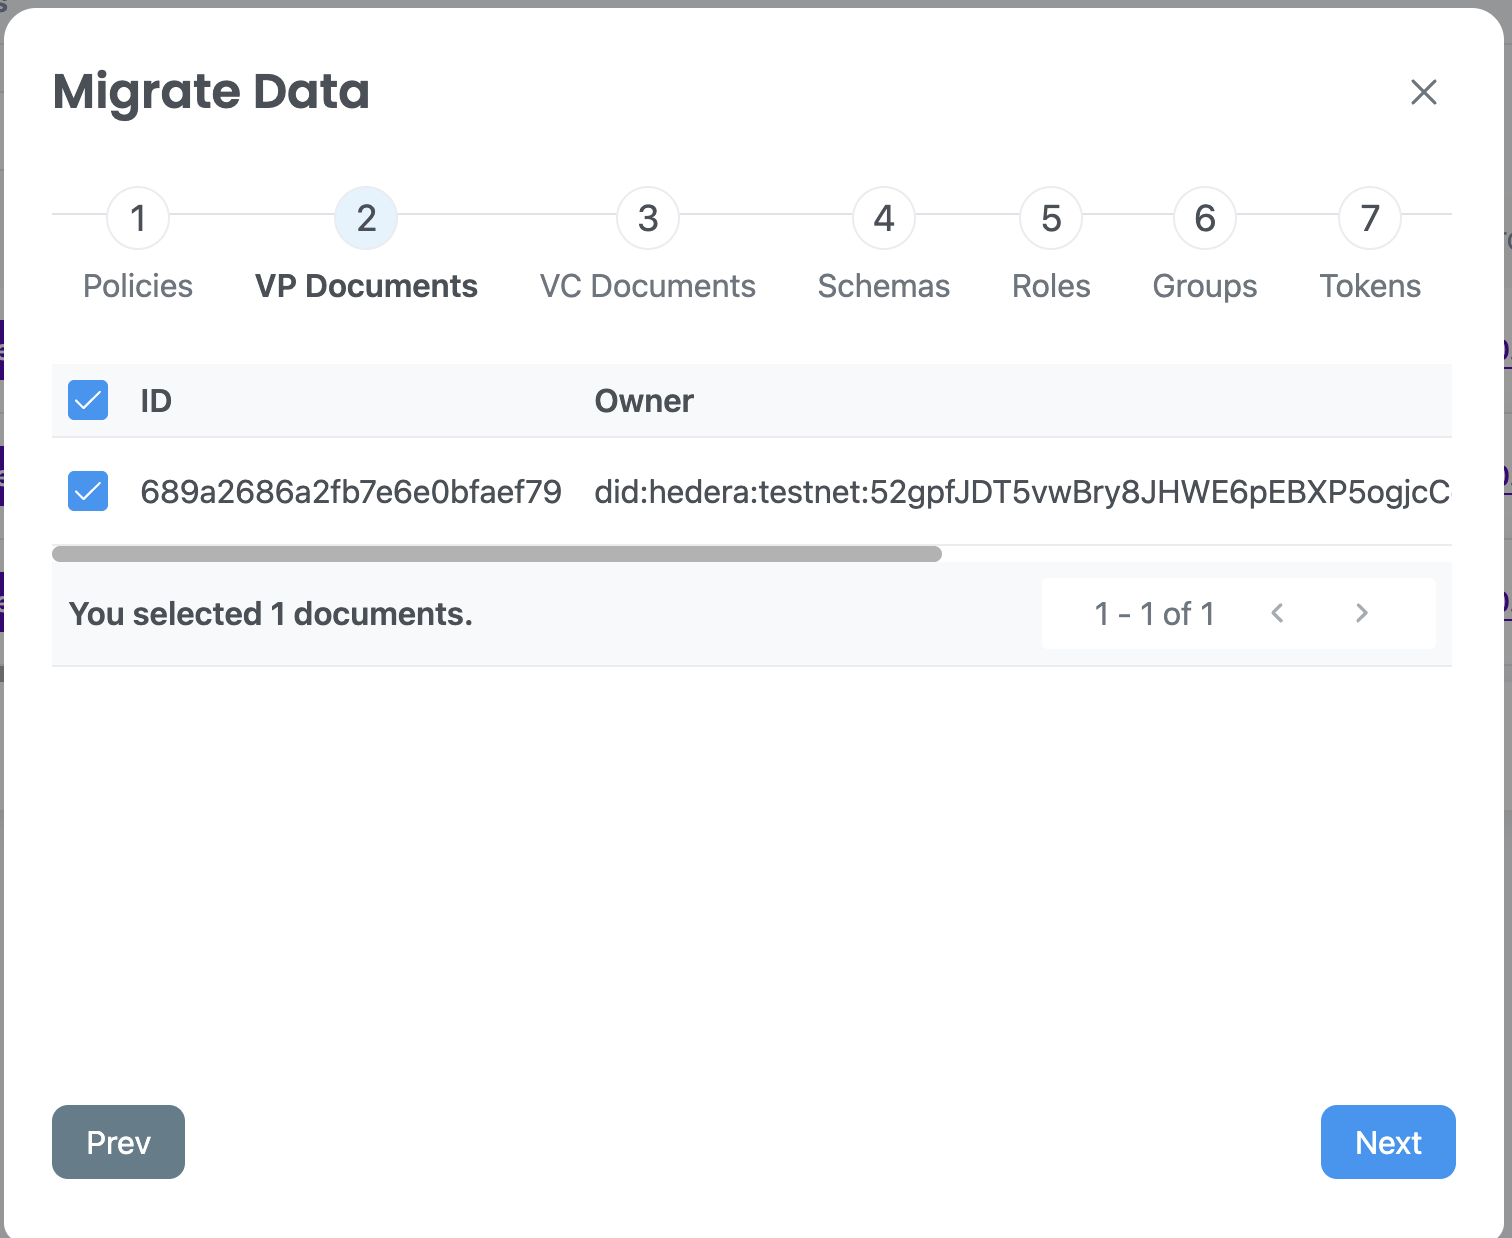 Migrate Data
1 2 3 4 5 6 7
Policies VP Documents VC Documents Schemas Roles Groups Tokens
ID Owner
689a2686a2fb7e6e0bfaef79 did:hedera:testnet:52gpfJDT5vwBry8JHWE6pEBXP5ogjcC
You selected 1 documents. 1 - 1 of 1
Prev Next